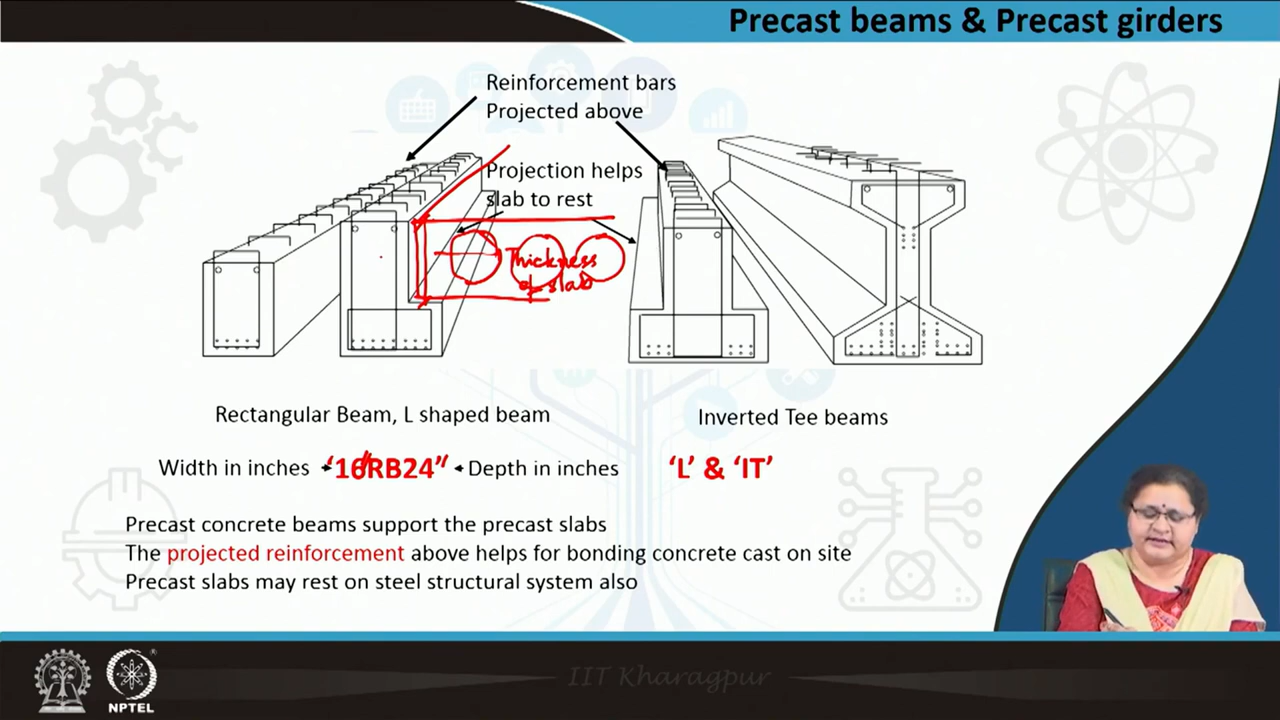 Precast beams & Precast girders
Reinforcement bars
Projected above
Projection helps
slab to rest
Thickness
of slab
Rectangular Beam, L shaped beam
Inverted Tee beams
Width in inches
‘16RB24”
Depth in inches
‘L’ & ‘IT’
Precast concrete beams support the precast slabs
The projected reinforcement above helps for bonding concrete cast on site
Precast slabs may rest on steel structural system also
IIT Kharagpur
NPTEL